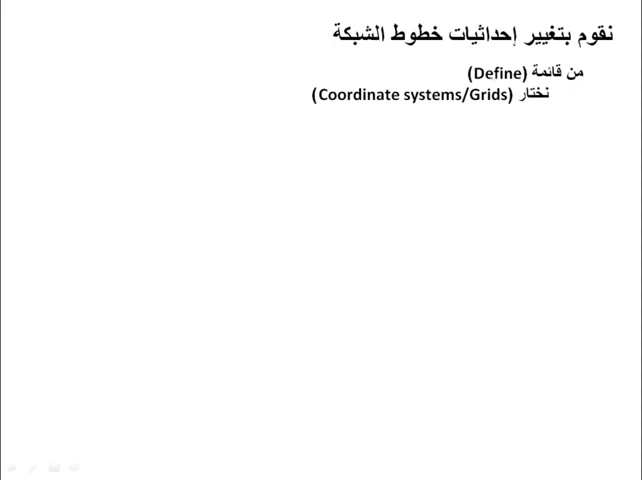 نقوم بتغيير إحداثيات خطوط الشبكة
من قائمة (Define)
نختار (Coordinate systems/Grids)